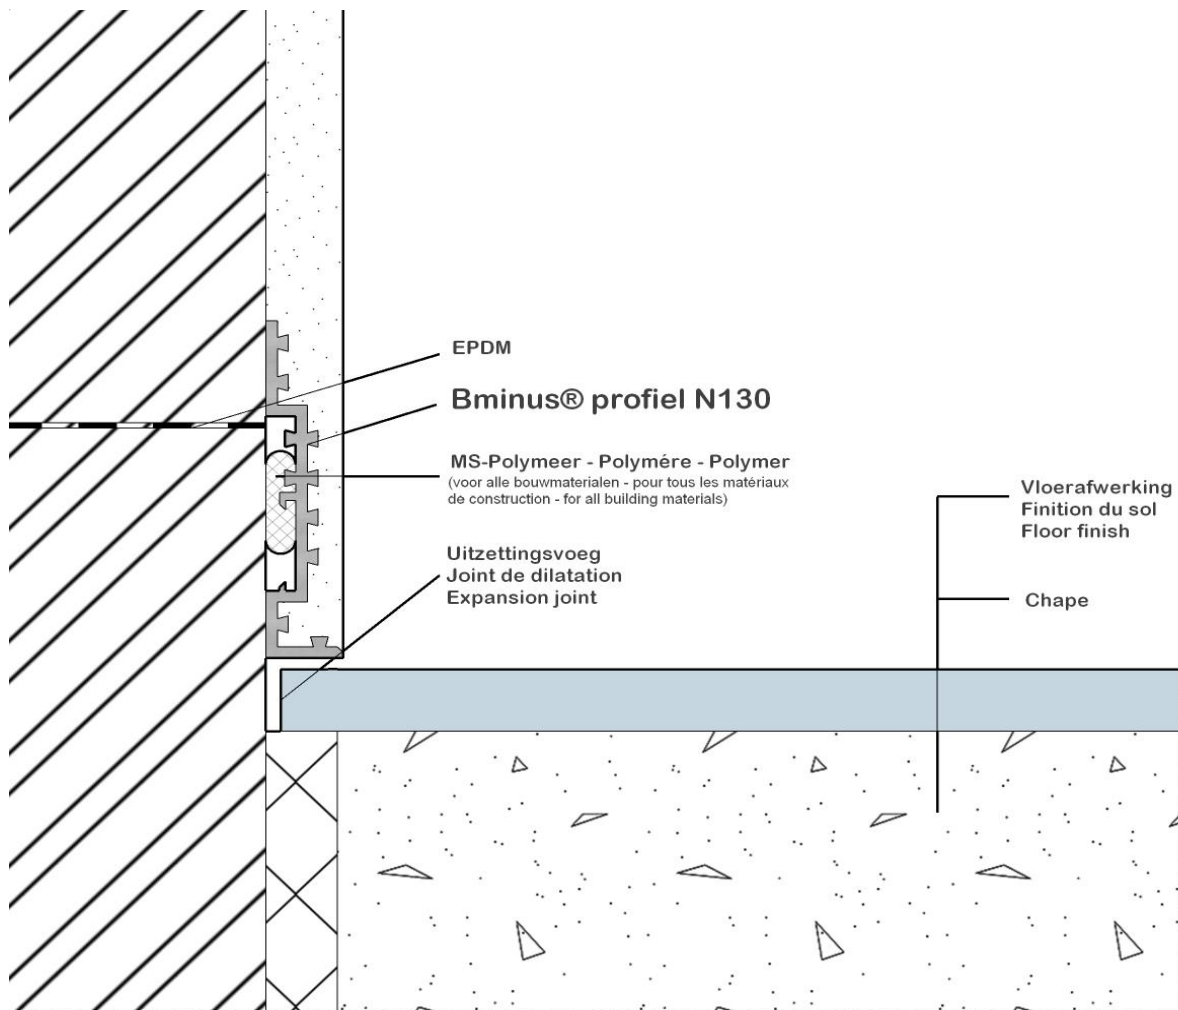 EPDM
Bminus® profiel N130
MS-Polymeer - Polymére - Polymer
(voor alle bouwmaterialen - pour tous les matériaux
de construction - for all building materials)
Uitzettingsvoeg
Joint de dilatation
Expansion joint
Vloerafwerking
Finition du sol
Floor finish
Chape